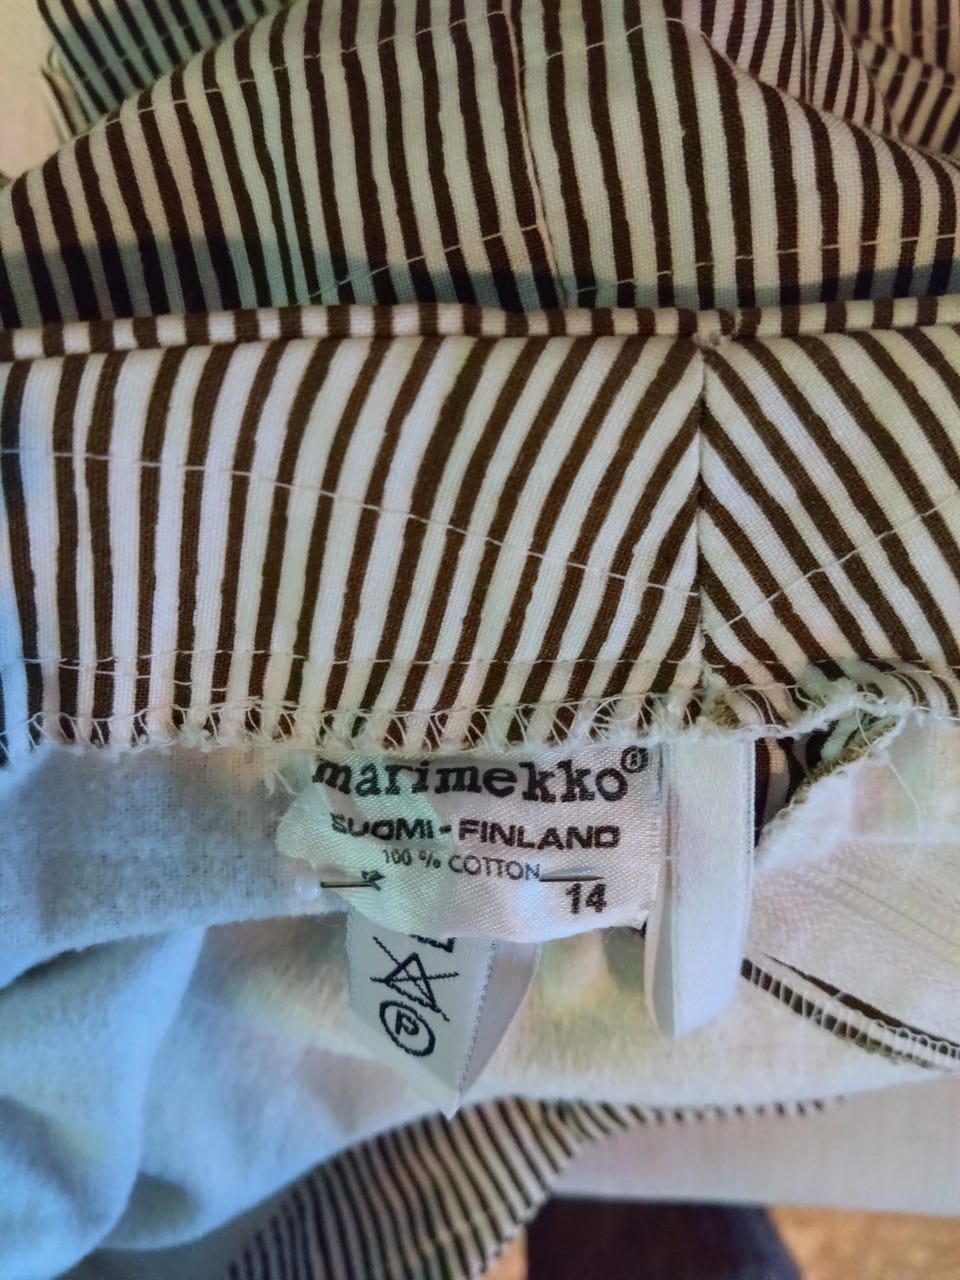 marimekko®
SUOMI-FINLAND
100 % COTTON
14
P